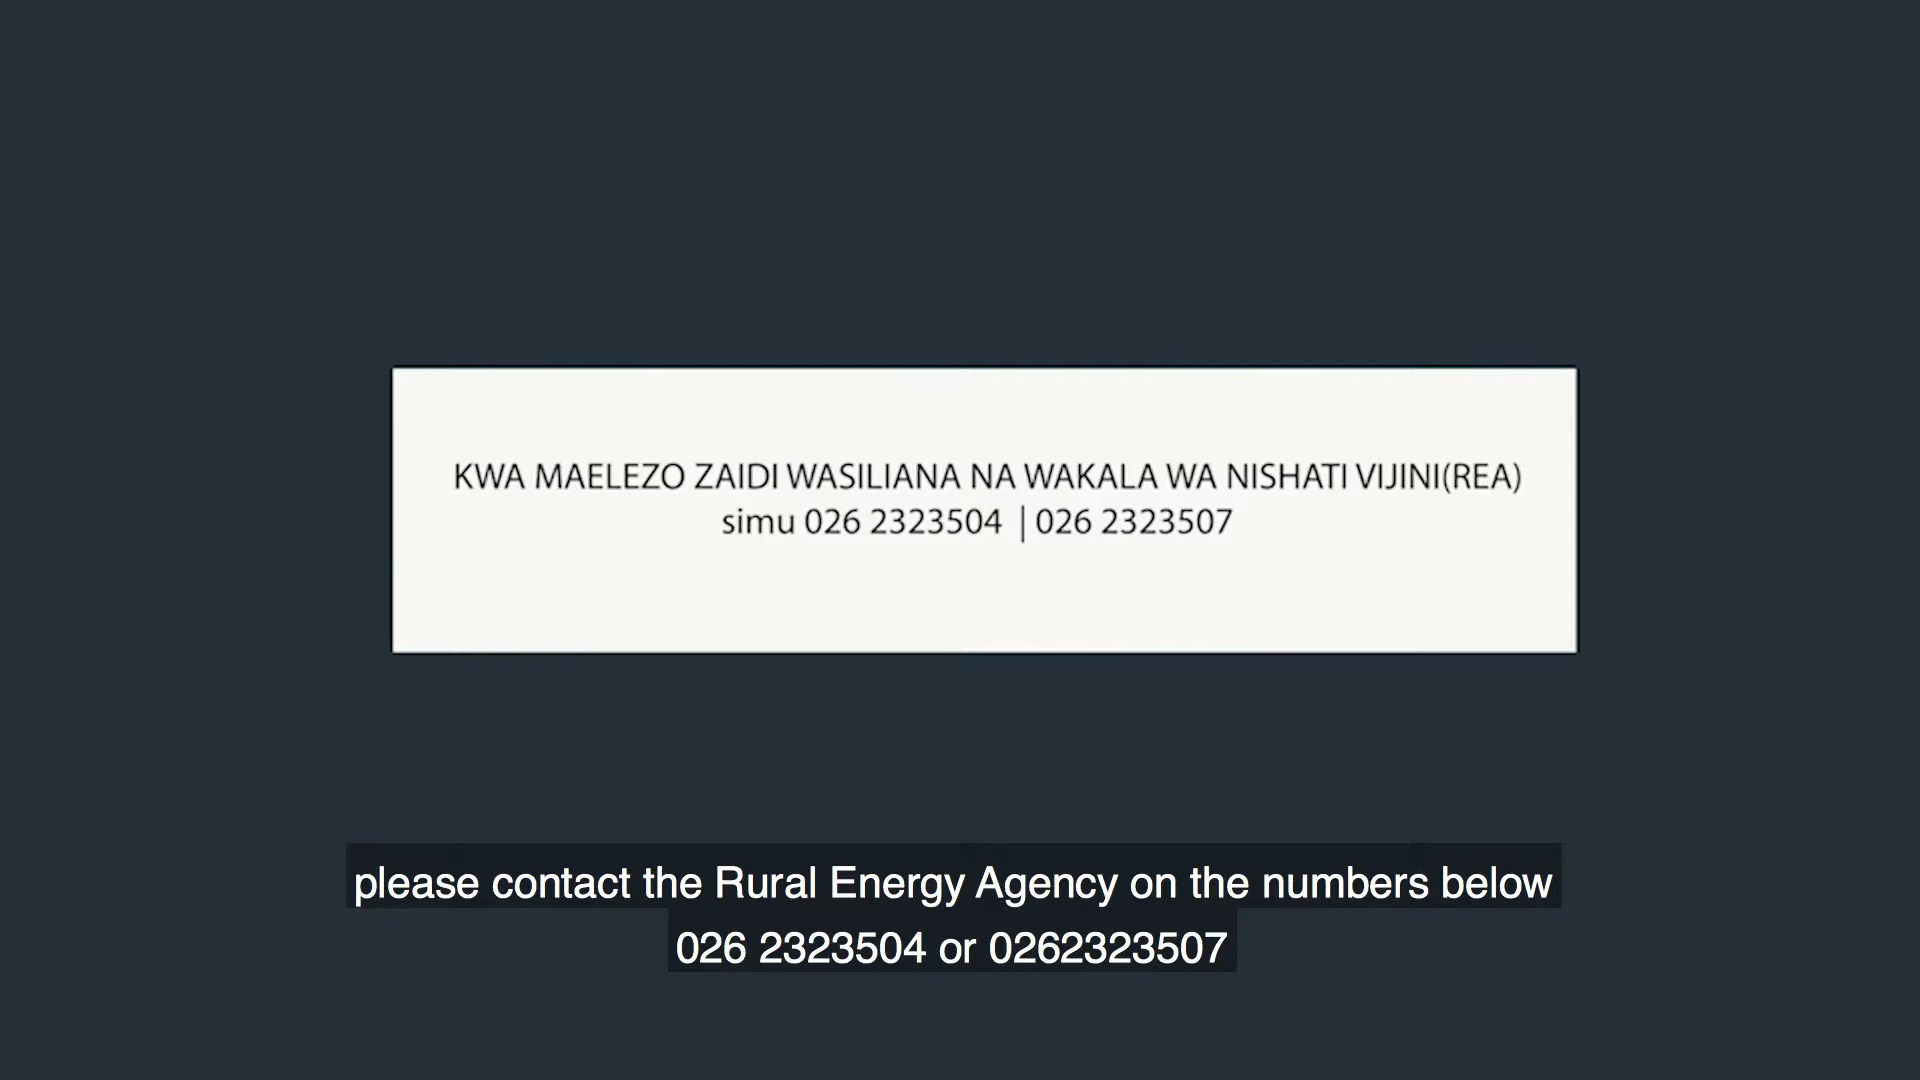 KWA MAELEZO ZAIDI WASILIANA NA WAKALA WA NISHATI VIJINI(REA)
simu 026 2323504 | 026 2323507
please contact the Rural Energy Agency on the numbers below
026 2323504 or 0262323507